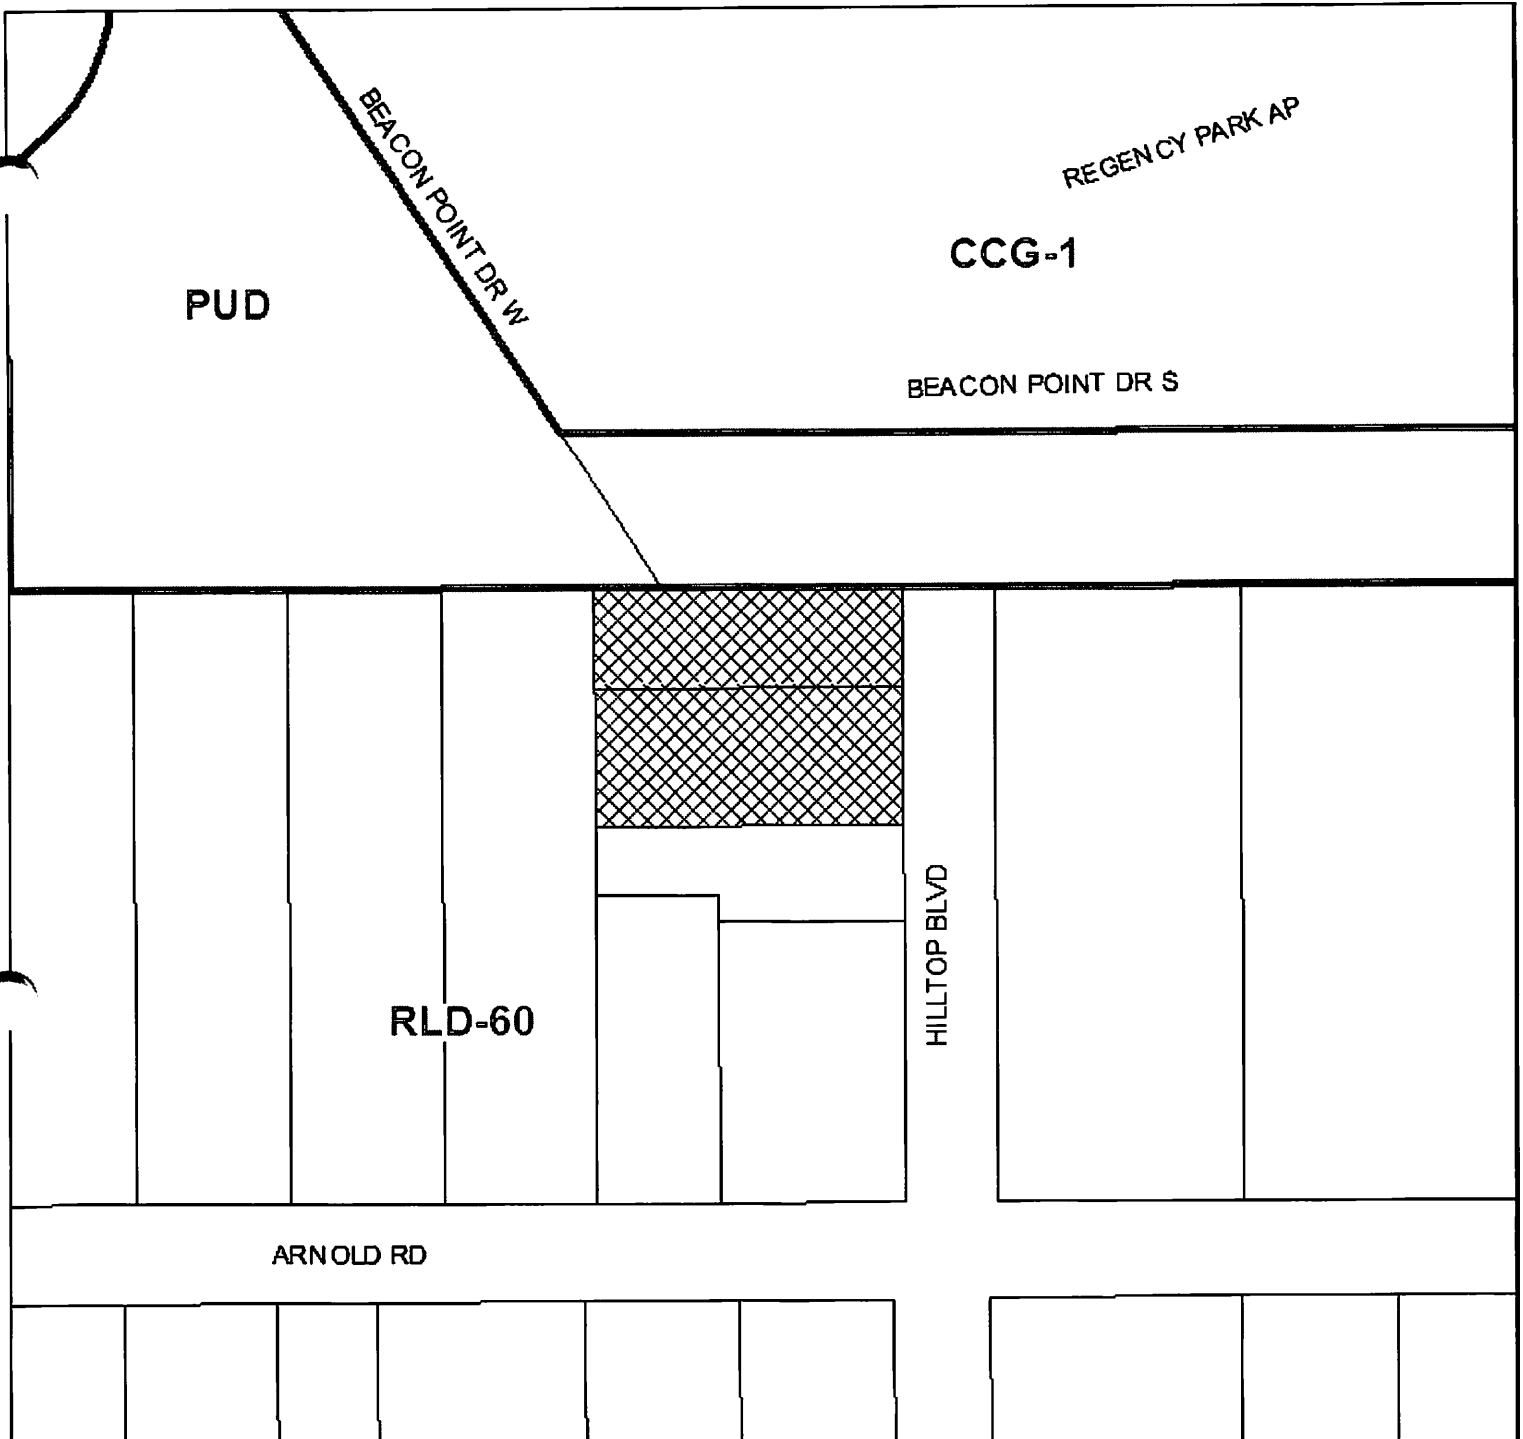 BEACON POINT DR W
REGENCY PARK AP
CCG-1
PUD
BEACON POINT DR S
HILLTOP BLVD
RLD-60
ARNOLD RD